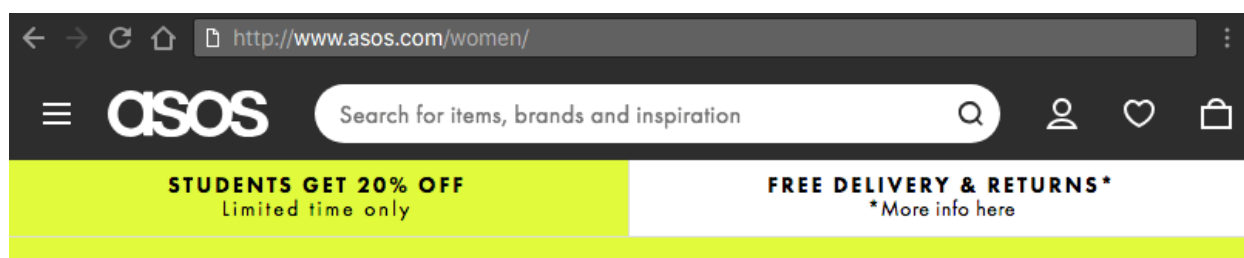 http://www.asos.com/women/
asos
Search for items, brands and inspiration
STUDENTS GET 20% OFF
Limited time only
FREE DELIVERY & RETURNS*
*More info here